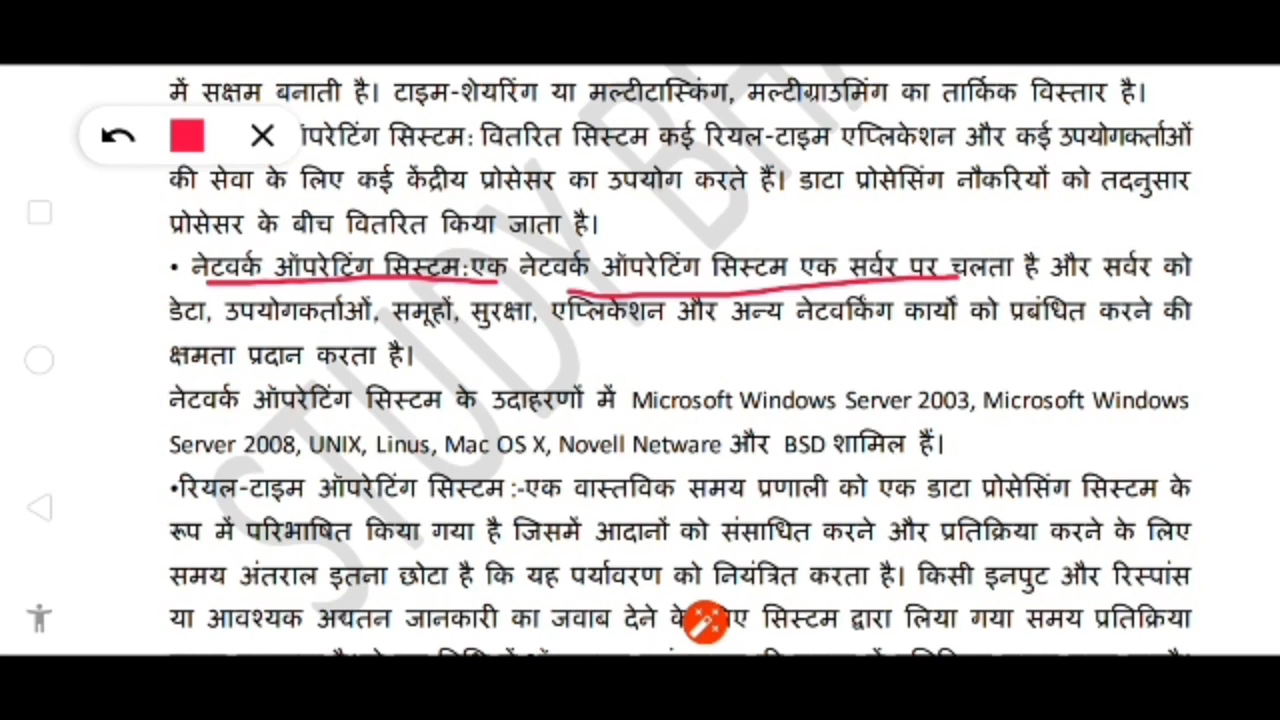 में सक्षम बनाती है। टाइम-शेयरिंग या मल्टीटास्किंग, मल्टीग्राउमिंग का तार्किक विस्तार है।
ऑपरेटिंग सिस्टम: वितरित सिस्टम कई रियल-टाइम एप्लिकेशन और कई उपयोगकर्ताओं
की सेवा के लिए कई केंद्रीय प्रोसेसर का उपयोग करते हैं। डाटा प्रोसेसिंग नौकरियों को तदनुसार
प्रोसेसर के बीच वितरित किया जाता है।
• नेटवर्क ऑपरेटिंग सिस्टम:एक नेटवर्क ऑपरेटिंग सिस्टम एक सर्वर पर चलता है और सर्वर को
डेटा, उपयोगकर्ताओं, समूहों, सुरक्षा, एप्लिकेशन और अन्य नेटवर्किंग कार्यों को प्रबंधित करने की
क्षमता प्रदान करता है।
नेटवर्क ऑपरेटिंग सिस्टम के उदाहरणों में Microsoft Windows Server 2003, Microsoft Windows
Server 2008, UNIX, Linus, Mac OS X, Novell Netware और BSD शामिल हैं।
•रियल-टाइम ऑपरेटिंग सिस्टम :-एक वास्तविक समय प्रणाली को एक डाटा प्रोसेसिंग सिस्टम के
रूप में परिभाषित किया गया है जिसमें आदानों को संसाधित करने और प्रतिक्रिया करने के लिए
समय अंतराल इतना छोटा है कि यह पर्यावरण को नियंत्रित करता है। किसी इनपुट और रिस्पांस
या आवश्यक अद्यतन जानकारी का जवाब देने के सिस्टम द्वारा लिया गया समय प्रतिक्रिया
STUDY